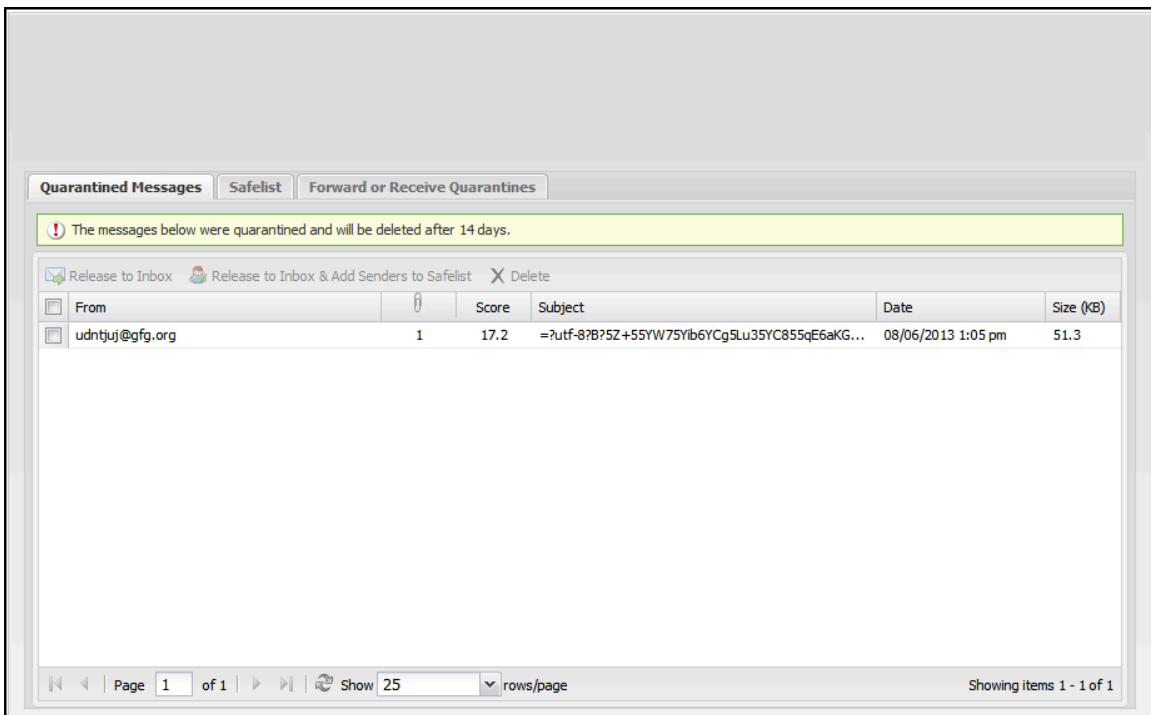 Quarantined Messages Safelist Forward or Receive Quarantines
The messages below were quarantined and will be deleted after 14 days.
Release to Inbox Release to Inbox & Add Senders to Safelist Delete
From Score Subject Date Size (KB)
udntjuj@gfg.org 1 17.2 =?utf-8?B?5Z+55YW75Yib6YCg5Lu35YC855qE6aKG... 08/06/2013 1:05 pm 51.3
Page 1 of 1 Show 25 rows/page Showing items 1 - 1 of 1